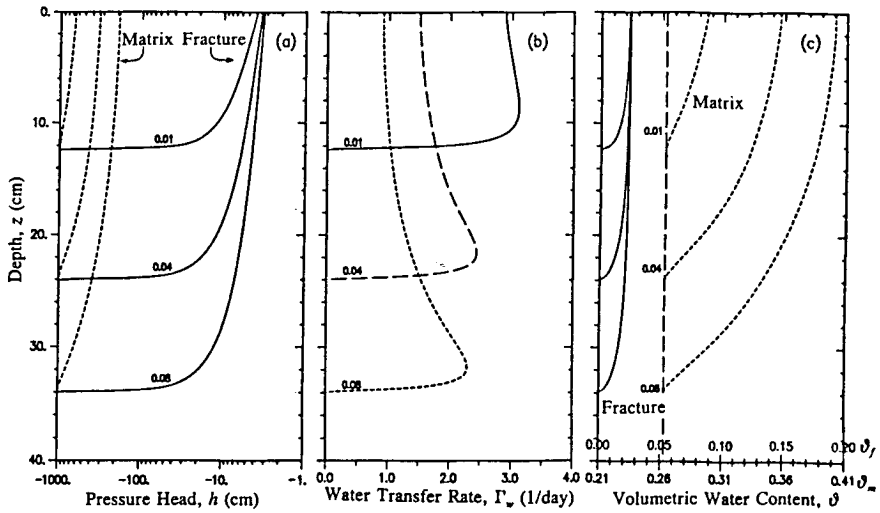 0.
10.
20.
30.
40.
Depth, z (cm)
Matrix Fracture
(a)
0.01
0.04
0.08
-1000.
-100.
-10.
-1.
Pressure Head, h (cm)
(b)
0.01
0.04
0.08
0.0
1.0
2.0
3.0
4.0
Water Transfer Rate, Γw (1/day)
(c)
Matrix
0.01
0.04
0.08
Fracture
0.00
0.05
0.10
0.15
0.20
ϑf
0.21
0.26
0.31
0.36
0.41
ϑm
Volumetric Water Content, ϑ